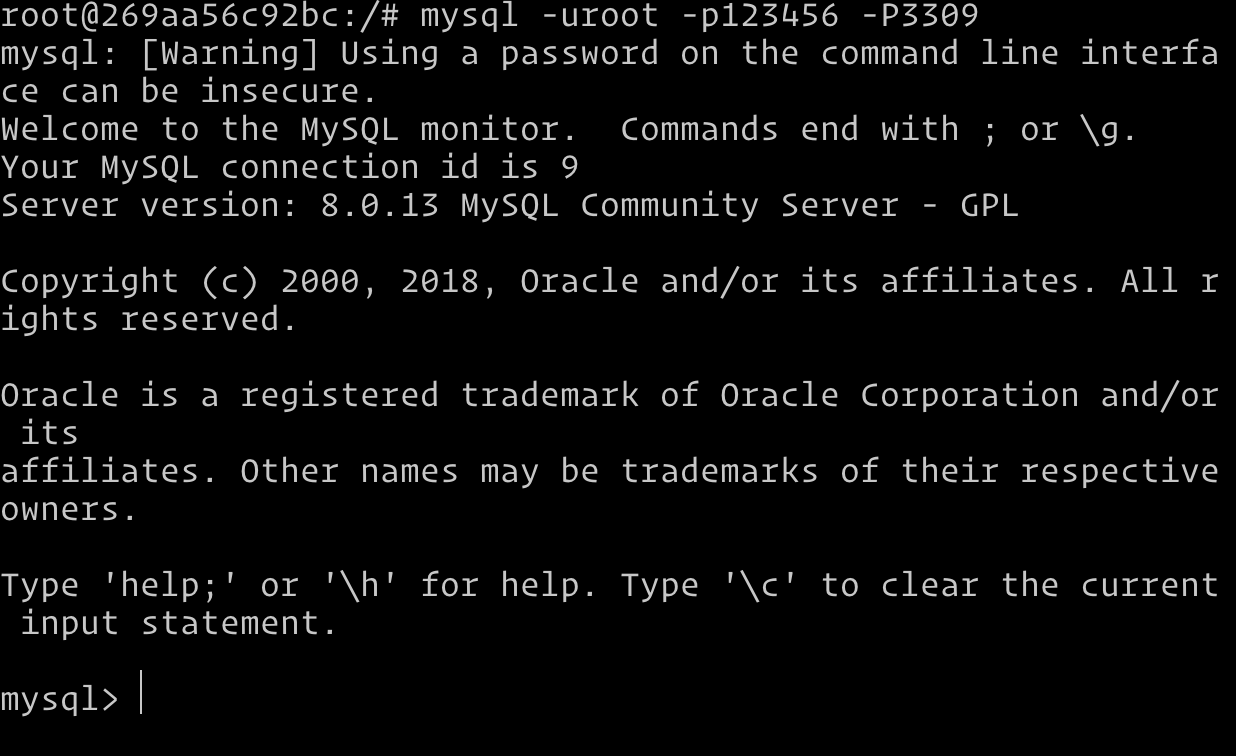 root@269aa56c92bc:/# mysql -uroot -p123456 -P3309
mysql: [Warning] Using a password on the command line interfa
ce can be insecure.
Welcome to the MySQL monitor.  Commands end with ; or \g.
Your MySQL connection id is 9
Server version: 8.0.13 MySQL Community Server - GPL

Copyright (c) 2000, 2018, Oracle and/or its affiliates. All r
ights reserved.

Oracle is a registered trademark of Oracle Corporation and/or
 its
affiliates. Other names may be trademarks of their respective
owners.

Type 'help;' or '\h' for help. Type '\c' to clear the current
 input statement.

mysql>